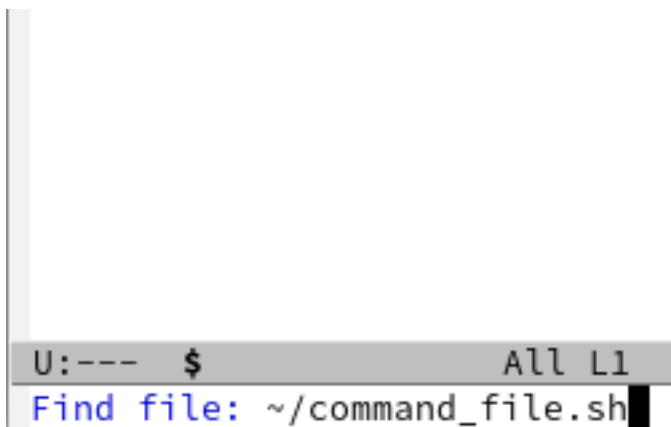 U:---  $  All L1
Find file: ~/command_file.sh